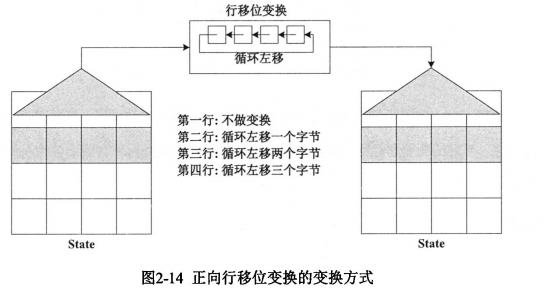 行移位变换
循环左移
第一行: 不做变换
第二行: 循环左移一个字节
第三行: 循环左移两个字节
第四行: 循环左移三个字节
State
State
图2-14 正向行移位变换的变换方式